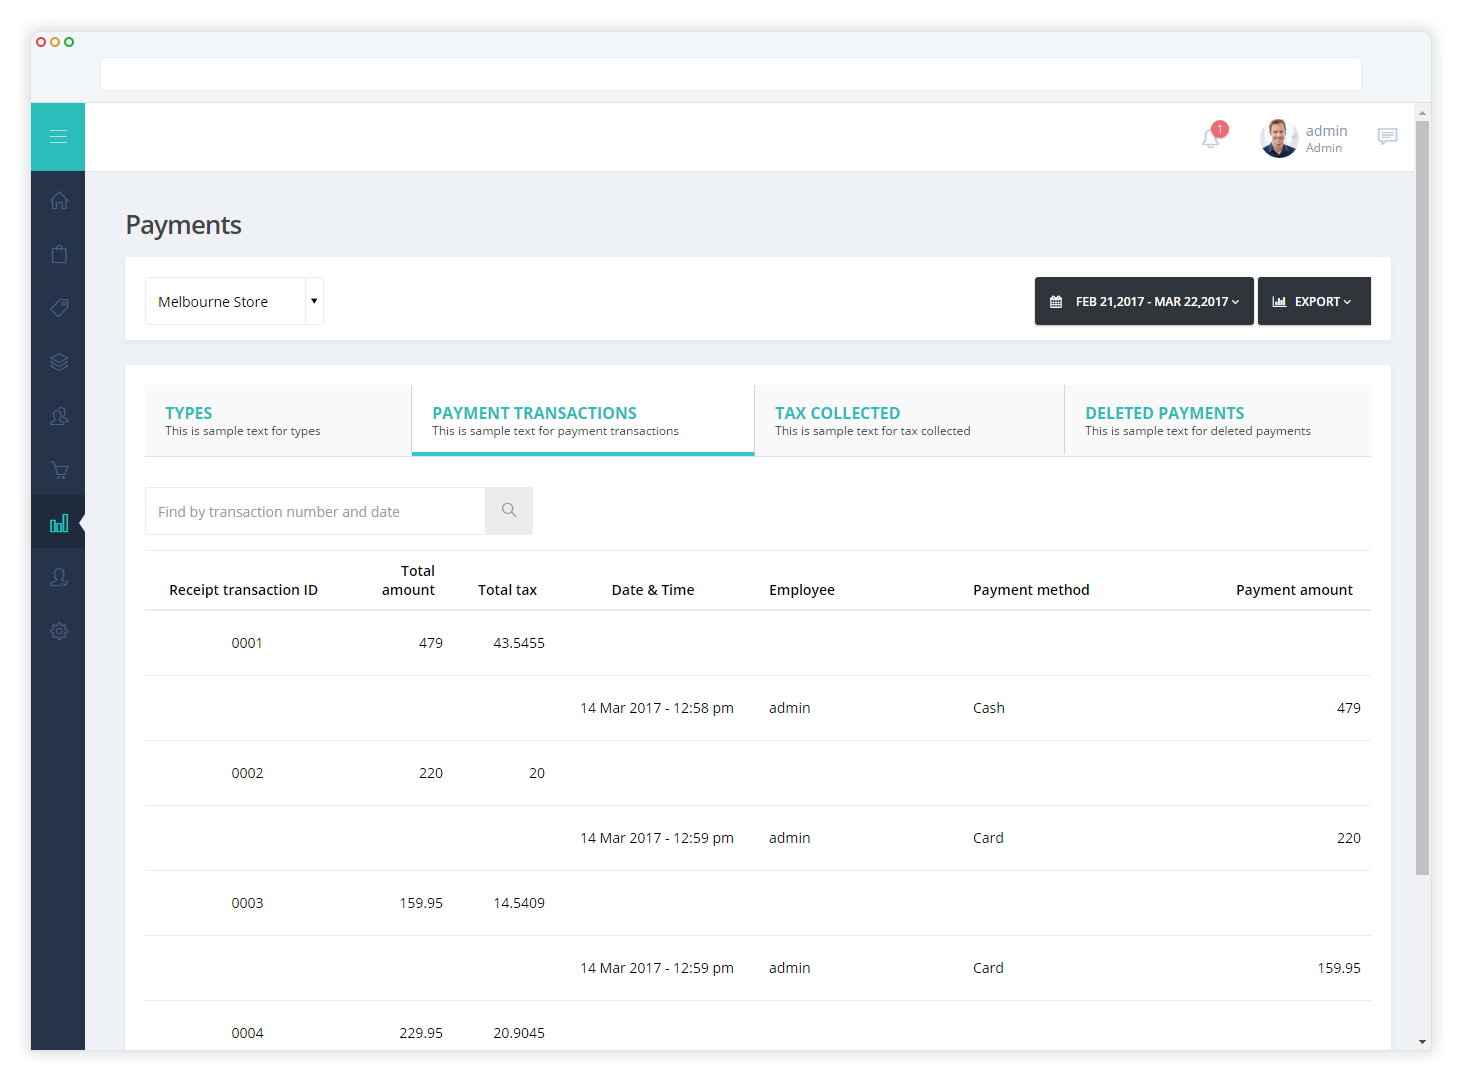 1
admin
Admin
Payments
Melbourne Store
FEB 21,2017 - MAR 22,2017
EXPORT
TYPES
This is sample text for types
PAYMENT TRANSACTIONS
This is sample text for payment transactions
TAX COLLECTED
This is sample text for tax collected
DELETED PAYMENTS
This is sample text for deleted payments
Find by transaction number and date
Receipt transaction ID
Total
amount
Total tax
Date & Time
Employee
Payment method
Payment amount
0001 479 43.5455
14 Mar 2017 - 12:58 pm admin Cash 479
0002 220 20
14 Mar 2017 - 12:59 pm admin Card 220
0003 159.95 14.5409
14 Mar 2017 - 12:59 pm admin Card 159.95
0004 229.95 20.9045